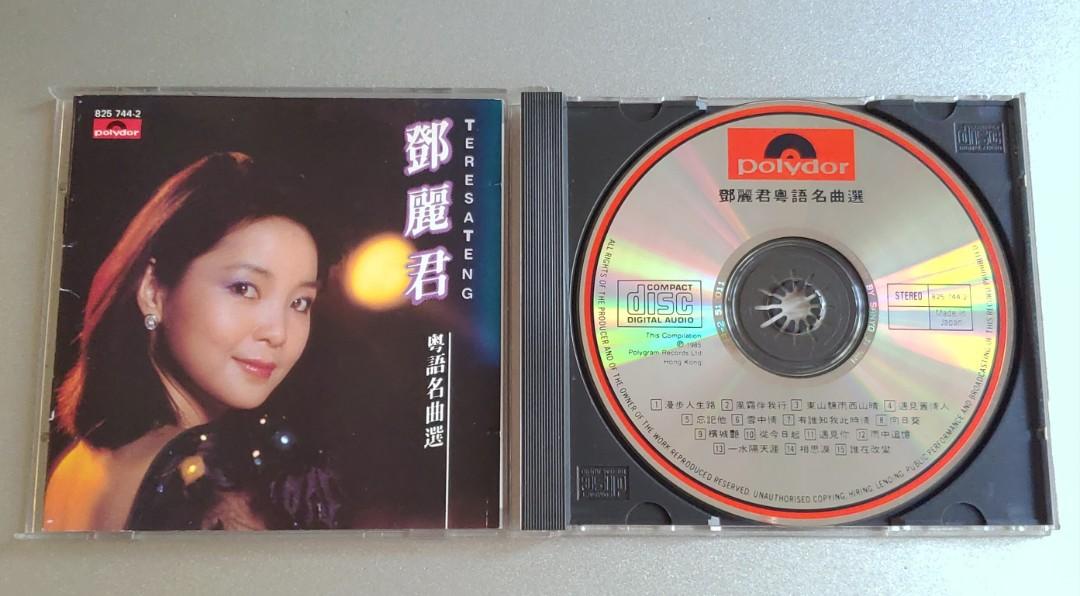 825 744-2
polydor
鄧麗君
TERESA TENG
粵語名曲選
polydor
鄧麗君粵語名曲選
COMPACT
disc
DIGITAL AUDIO
This Compilation
℗ 1985
Polygram Records Ltd
Hong Kong
STEREO
825 744-2
Made in
Japan
1 漫步人生路 2 風霜伴我行 3 東山飄雨西山晴 4 遇見舊情人
5 忘記他 6 雪中情 7 有誰知我此時情 8 向日葵
9 檳城艷 10 從今日起 11 遇見你 12 雨中追憶
13 一水隔天涯 14 相思淚 15 誰在改變
ALL RIGHTS OF THE PRODUCER AND OF THE OWNER OF THE WORK REPRODUCED RESERVED. UNAUTHORISED COPYING, HIRING, LENDING, PUBLIC PERFORMANCE AND BROADCASTING OF THIS RECORD
disc
disc